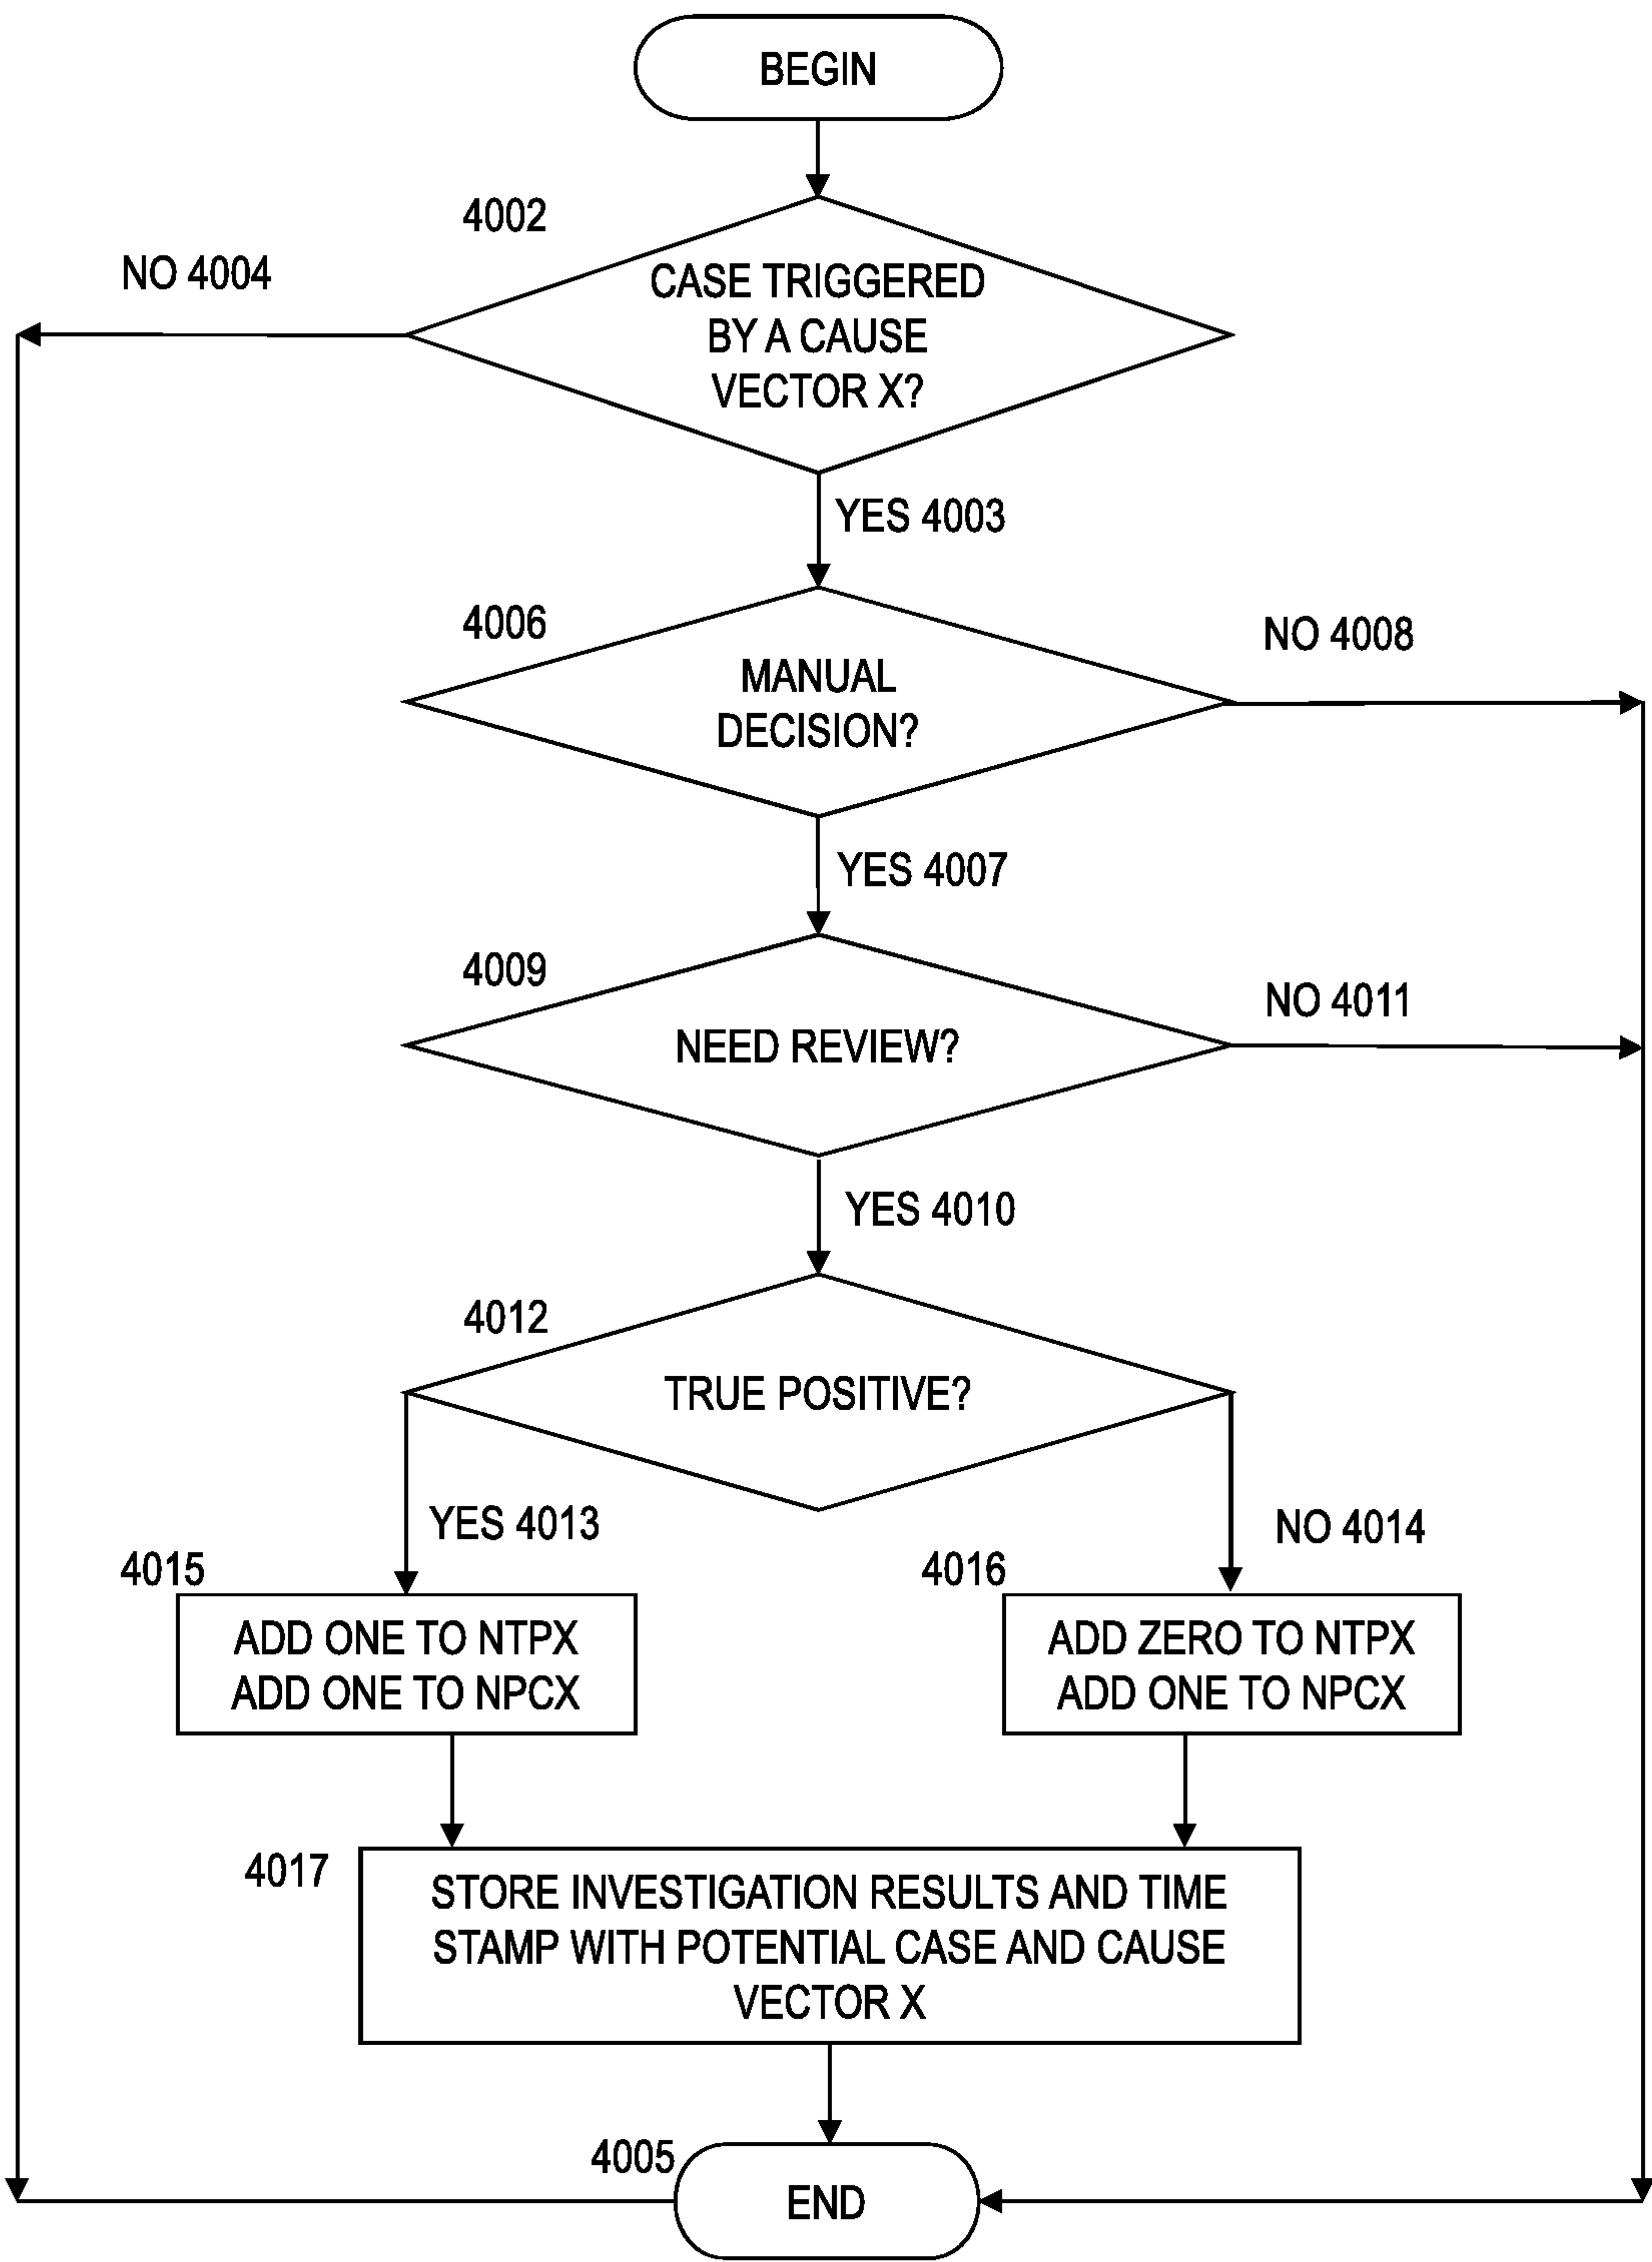 BEGIN
4002
NO 4004
CASE TRIGGERED
BY A CAUSE
VECTOR X?
YES 4003
4006
NO 4008
MANUAL
DECISION?
YES 4007
4009
NO 4011
NEED REVIEW?
YES 4010
4012
TRUE POSITIVE?
YES 4013
NO 4014
4015
4016
ADD ONE TO NTPX
ADD ONE TO NPCX
ADD ZERO TO NTPX
ADD ONE TO NPCX
4017
STORE INVESTIGATION RESULTS AND TIME
STAMP WITH POTENTIAL CASE AND CAUSE
VECTOR X
4005
END